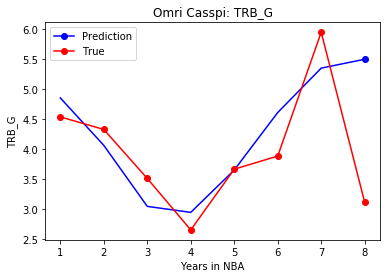 Omri Casspi: TRB_G
Prediction
True
TRB_G
6.0
5.5
5.0
4.5
4.0
3.5
3.0
2.5
1 2 3 4 5 6 7 8
Years in NBA